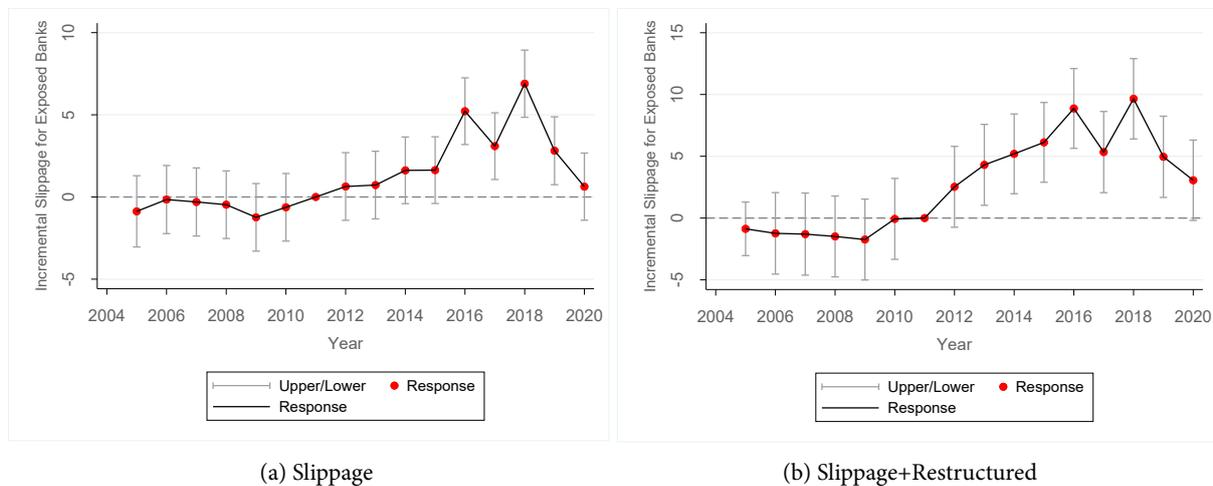 Incremental Slippage for Exposed Banks
10
5
0
-5
2004 2006 2008 2010 2012 2014 2016 2018 2020
Year
Upper/Lower Response
Response
(a) Slippage
Incremental Slippage for Exposed Banks
15
10
5
0
-5
2004 2006 2008 2010 2012 2014 2016 2018 2020
Year
Upper/Lower Response
Response
(b) Slippage+Restructured